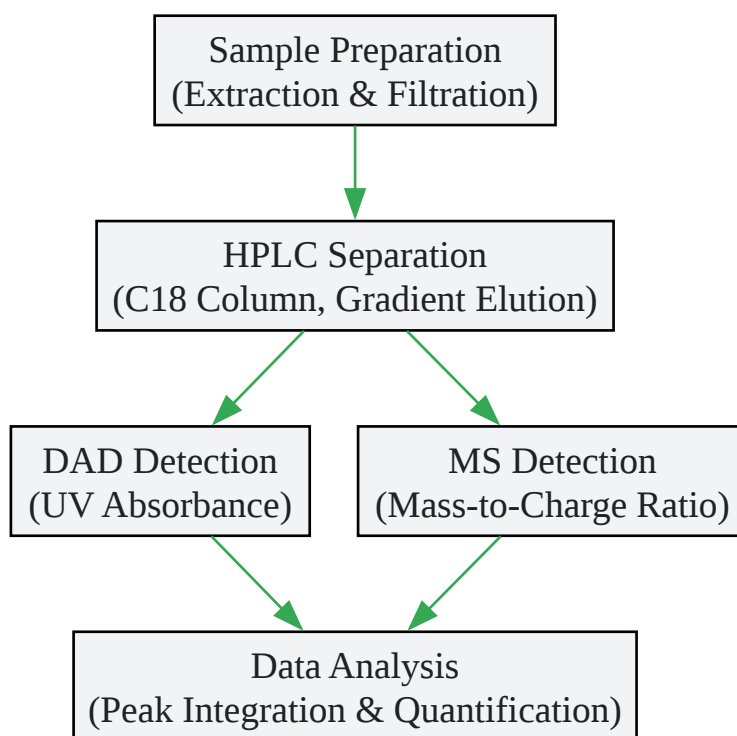 Sample Preparation
(Extraction & Filtration)
HPLC Separation
(C18 Column, Gradient Elution)
DAD Detection
(UV Absorbance)
MS Detection
(Mass-to-Charge Ratio)
Data Analysis
(Peak Integration & Quantification)